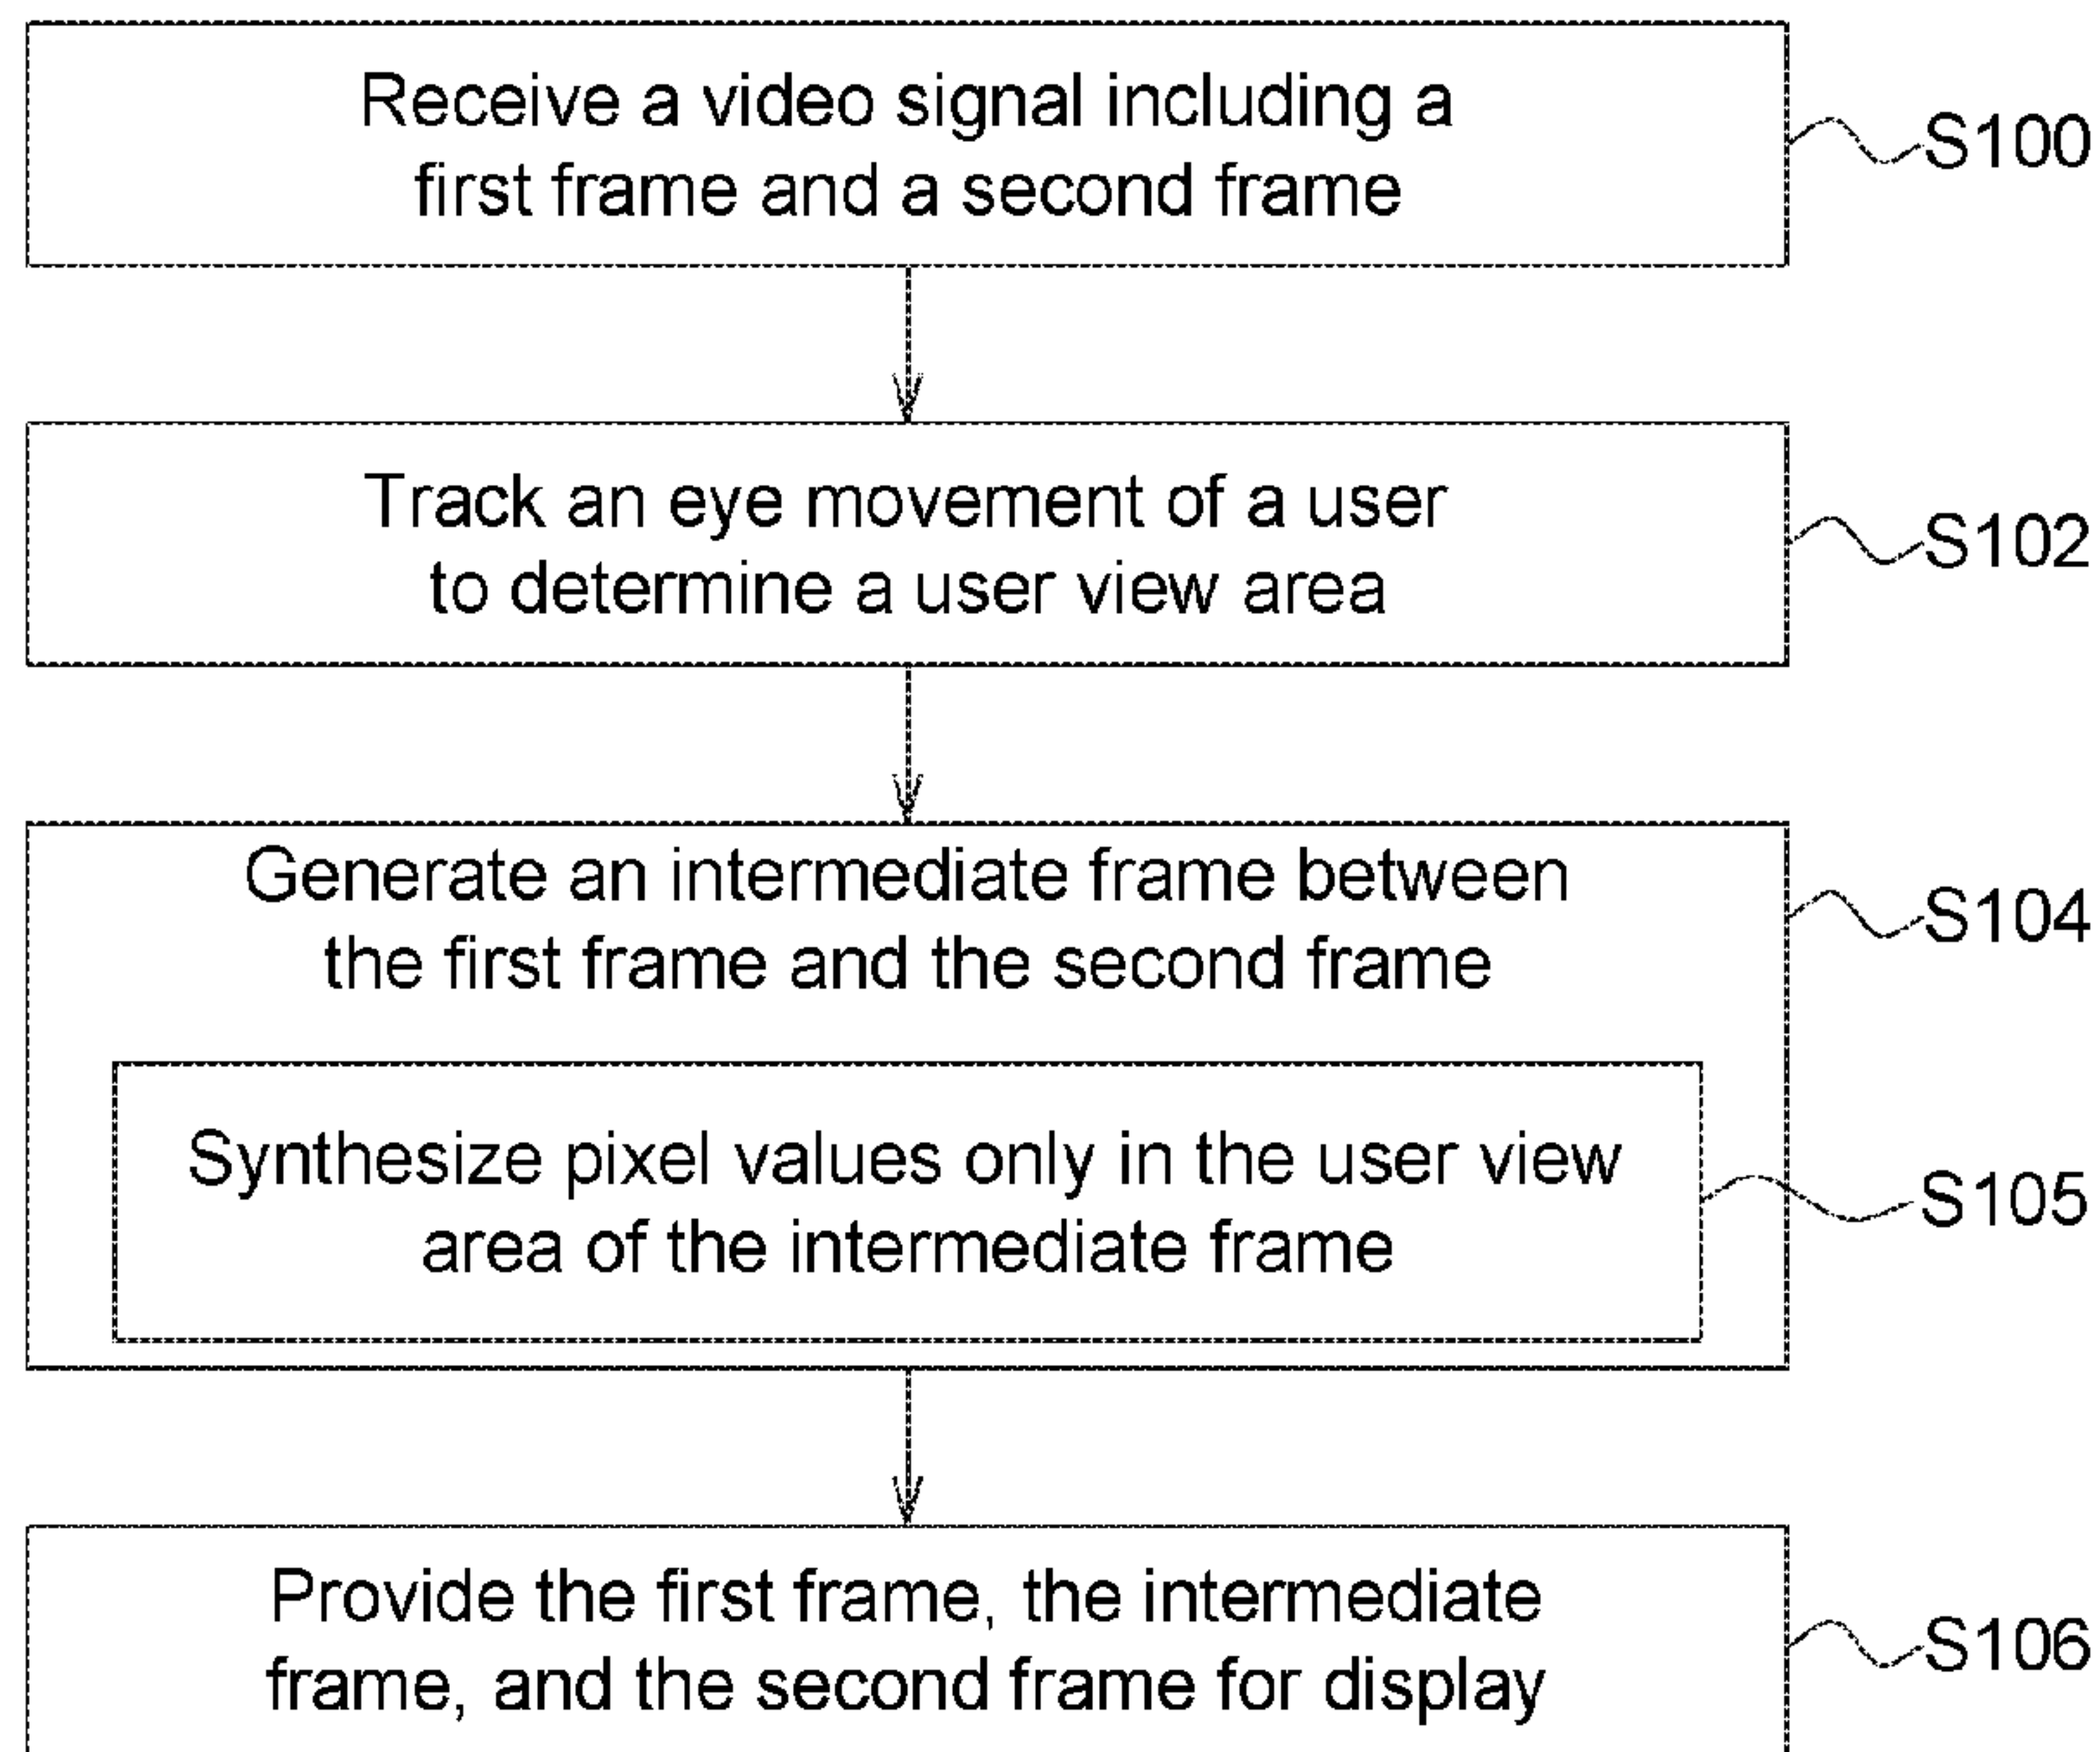 Receive a video signal including a
first frame and a second frame
S100
Track an eye movement of a user
to determine a user view area
S102
Generate an intermediate frame between
the first frame and the second frame
S104
Synthesize pixel values only in the user view
area of the intermediate frame
S105
Provide the first frame, the intermediate
frame, and the second frame for display
S106